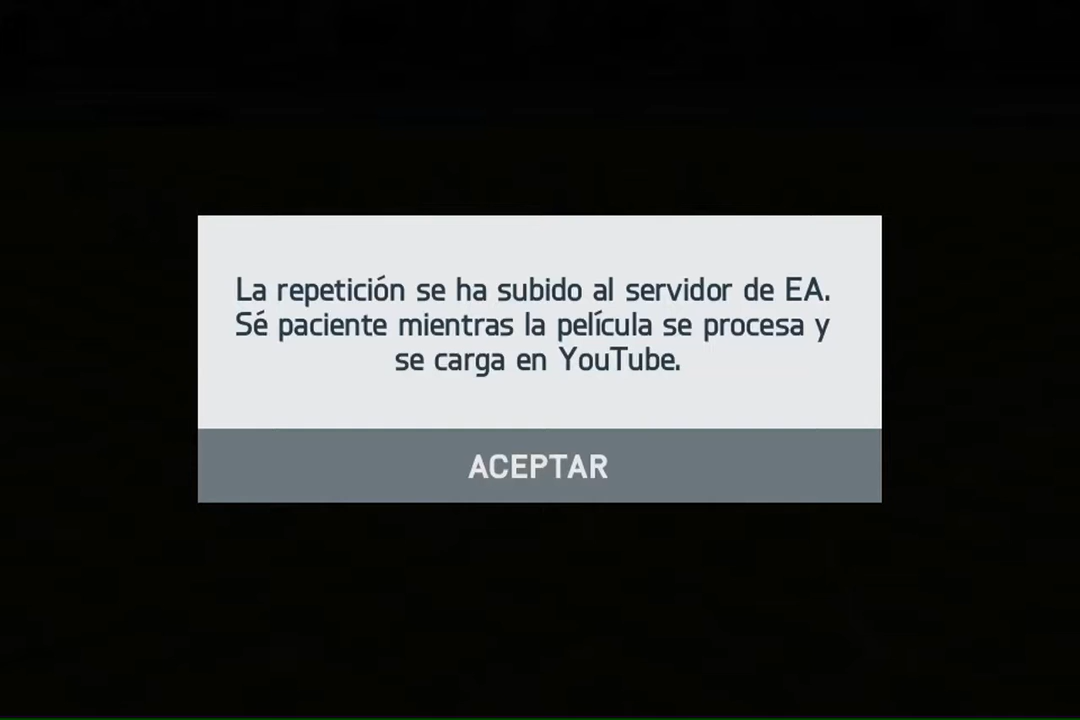 La repetición se ha subido al servidor de EA.
Sé paciente mientras la película se procesa y
se carga en YouTube.
ACEPTAR